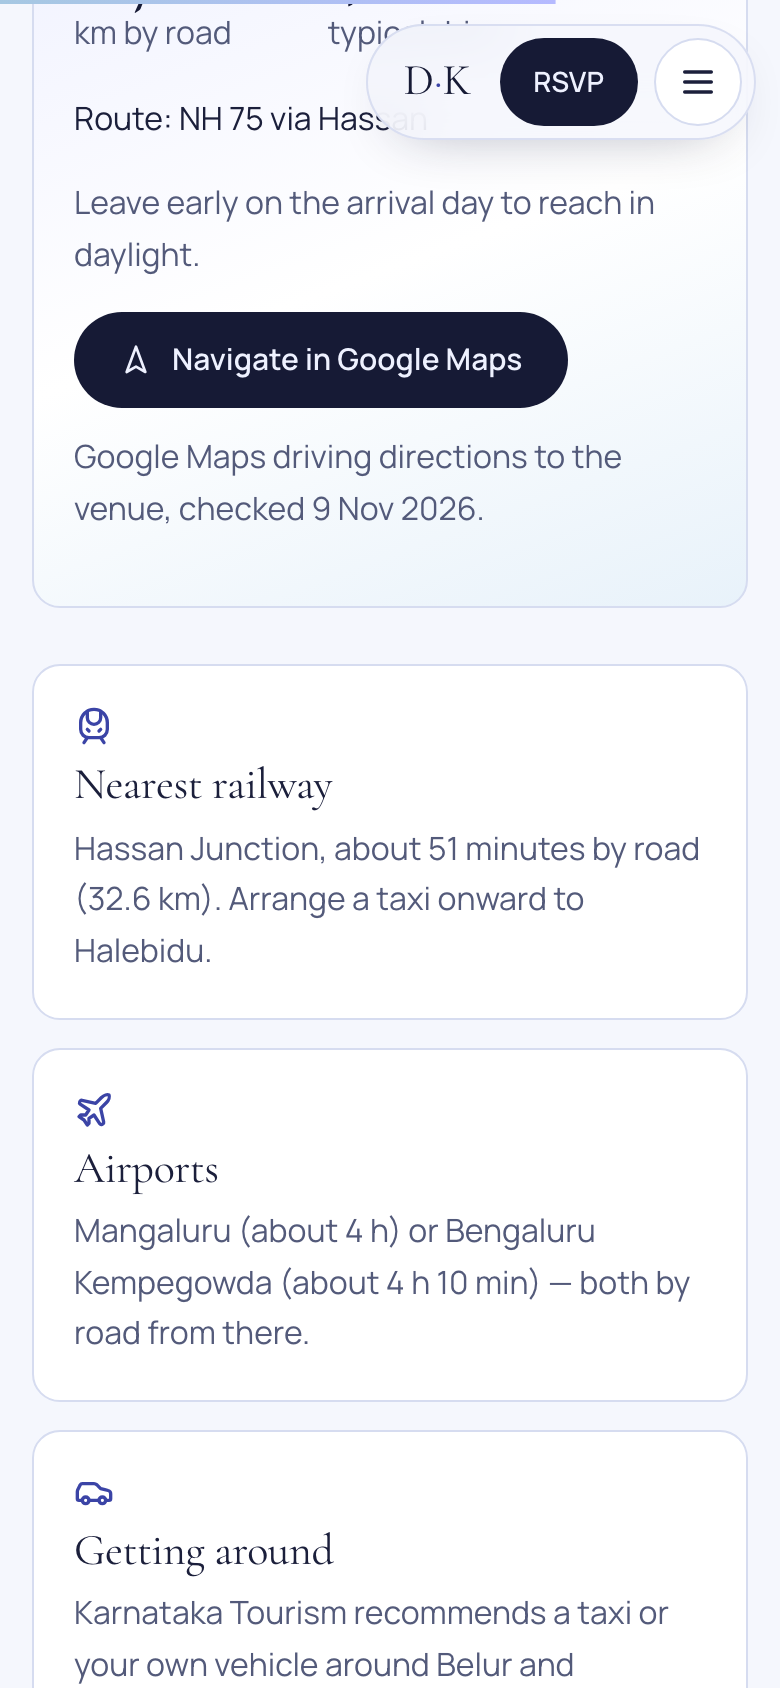 km by road
D·K
RSVP
Route: NH 75 via Hassan
Leave early on the arrival day to reach in
daylight.
Navigate in Google Maps
Google Maps driving directions to the
venue, checked 9 Nov 2026.
Nearest railway
Hassan Junction, about 51 minutes by road
(32.6 km). Arrange a taxi onward to
Halebidu.
Airports
Mangaluru (about 4 h) or Bengaluru
Kempegowda (about 4 h 10 min) — both by
road from there.
Getting around
Karnataka Tourism recommends a taxi or
your own vehicle around Belur and